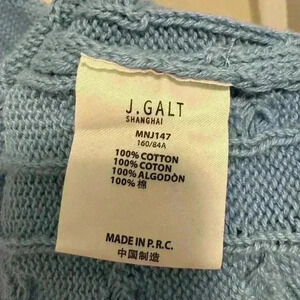 J.GALT
SHANGHAI
MNJ147
160/84A
100% COTTON
100% COTON
100% ALGODÓN
100% 棉
MADE IN P.R.C.
中国制造